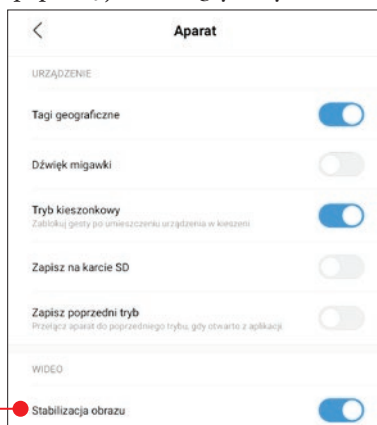 Aparat
URZĄDZENIE
Tagi geograficzne
Dźwięk migawki
Tryb kieszonkowy
Zablokuj gesty po umieszczeniu urządzenia w kieszeni
Zapisz na karcie SD
Zapisz poprzedni tryb
Przełącz aparat do poprzedniego trybu, gdy otwarto z aplikacji.
WIDEO
Stabilizacja obrazu